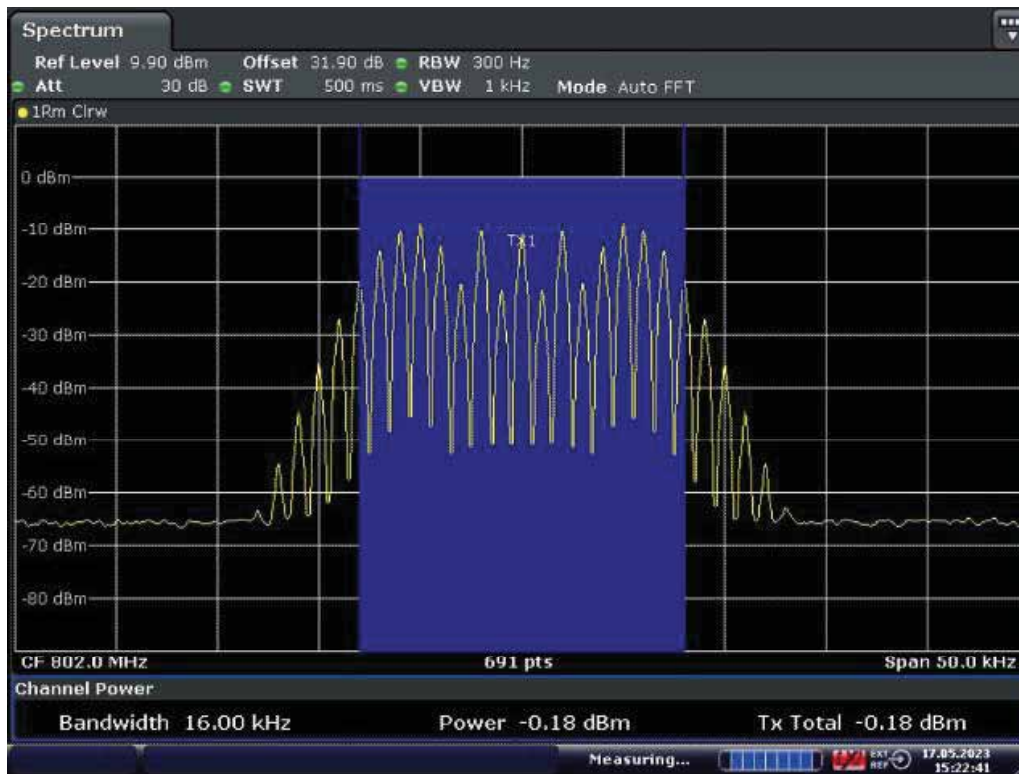 Spectrum
Ref Level 9.90 dBm Offset 31.90 dB RBW 300 Hz
Att 30 dB SWT 500 ms VBW 1 kHz Mode Auto FFT
1Rm Clrw
0 dBm
-10 dBm
TX1
-20 dBm
-30 dBm
-40 dBm
-50 dBm
-60 dBm
-70 dBm
-80 dBm
CF 802.0 MHz 691 pts Span 50.0 kHz
Channel Power
Bandwidth 16.00 kHz Power -0.18 dBm Tx Total -0.18 dBm
Measuring... EXT REF 17.05.2023
15:22:41